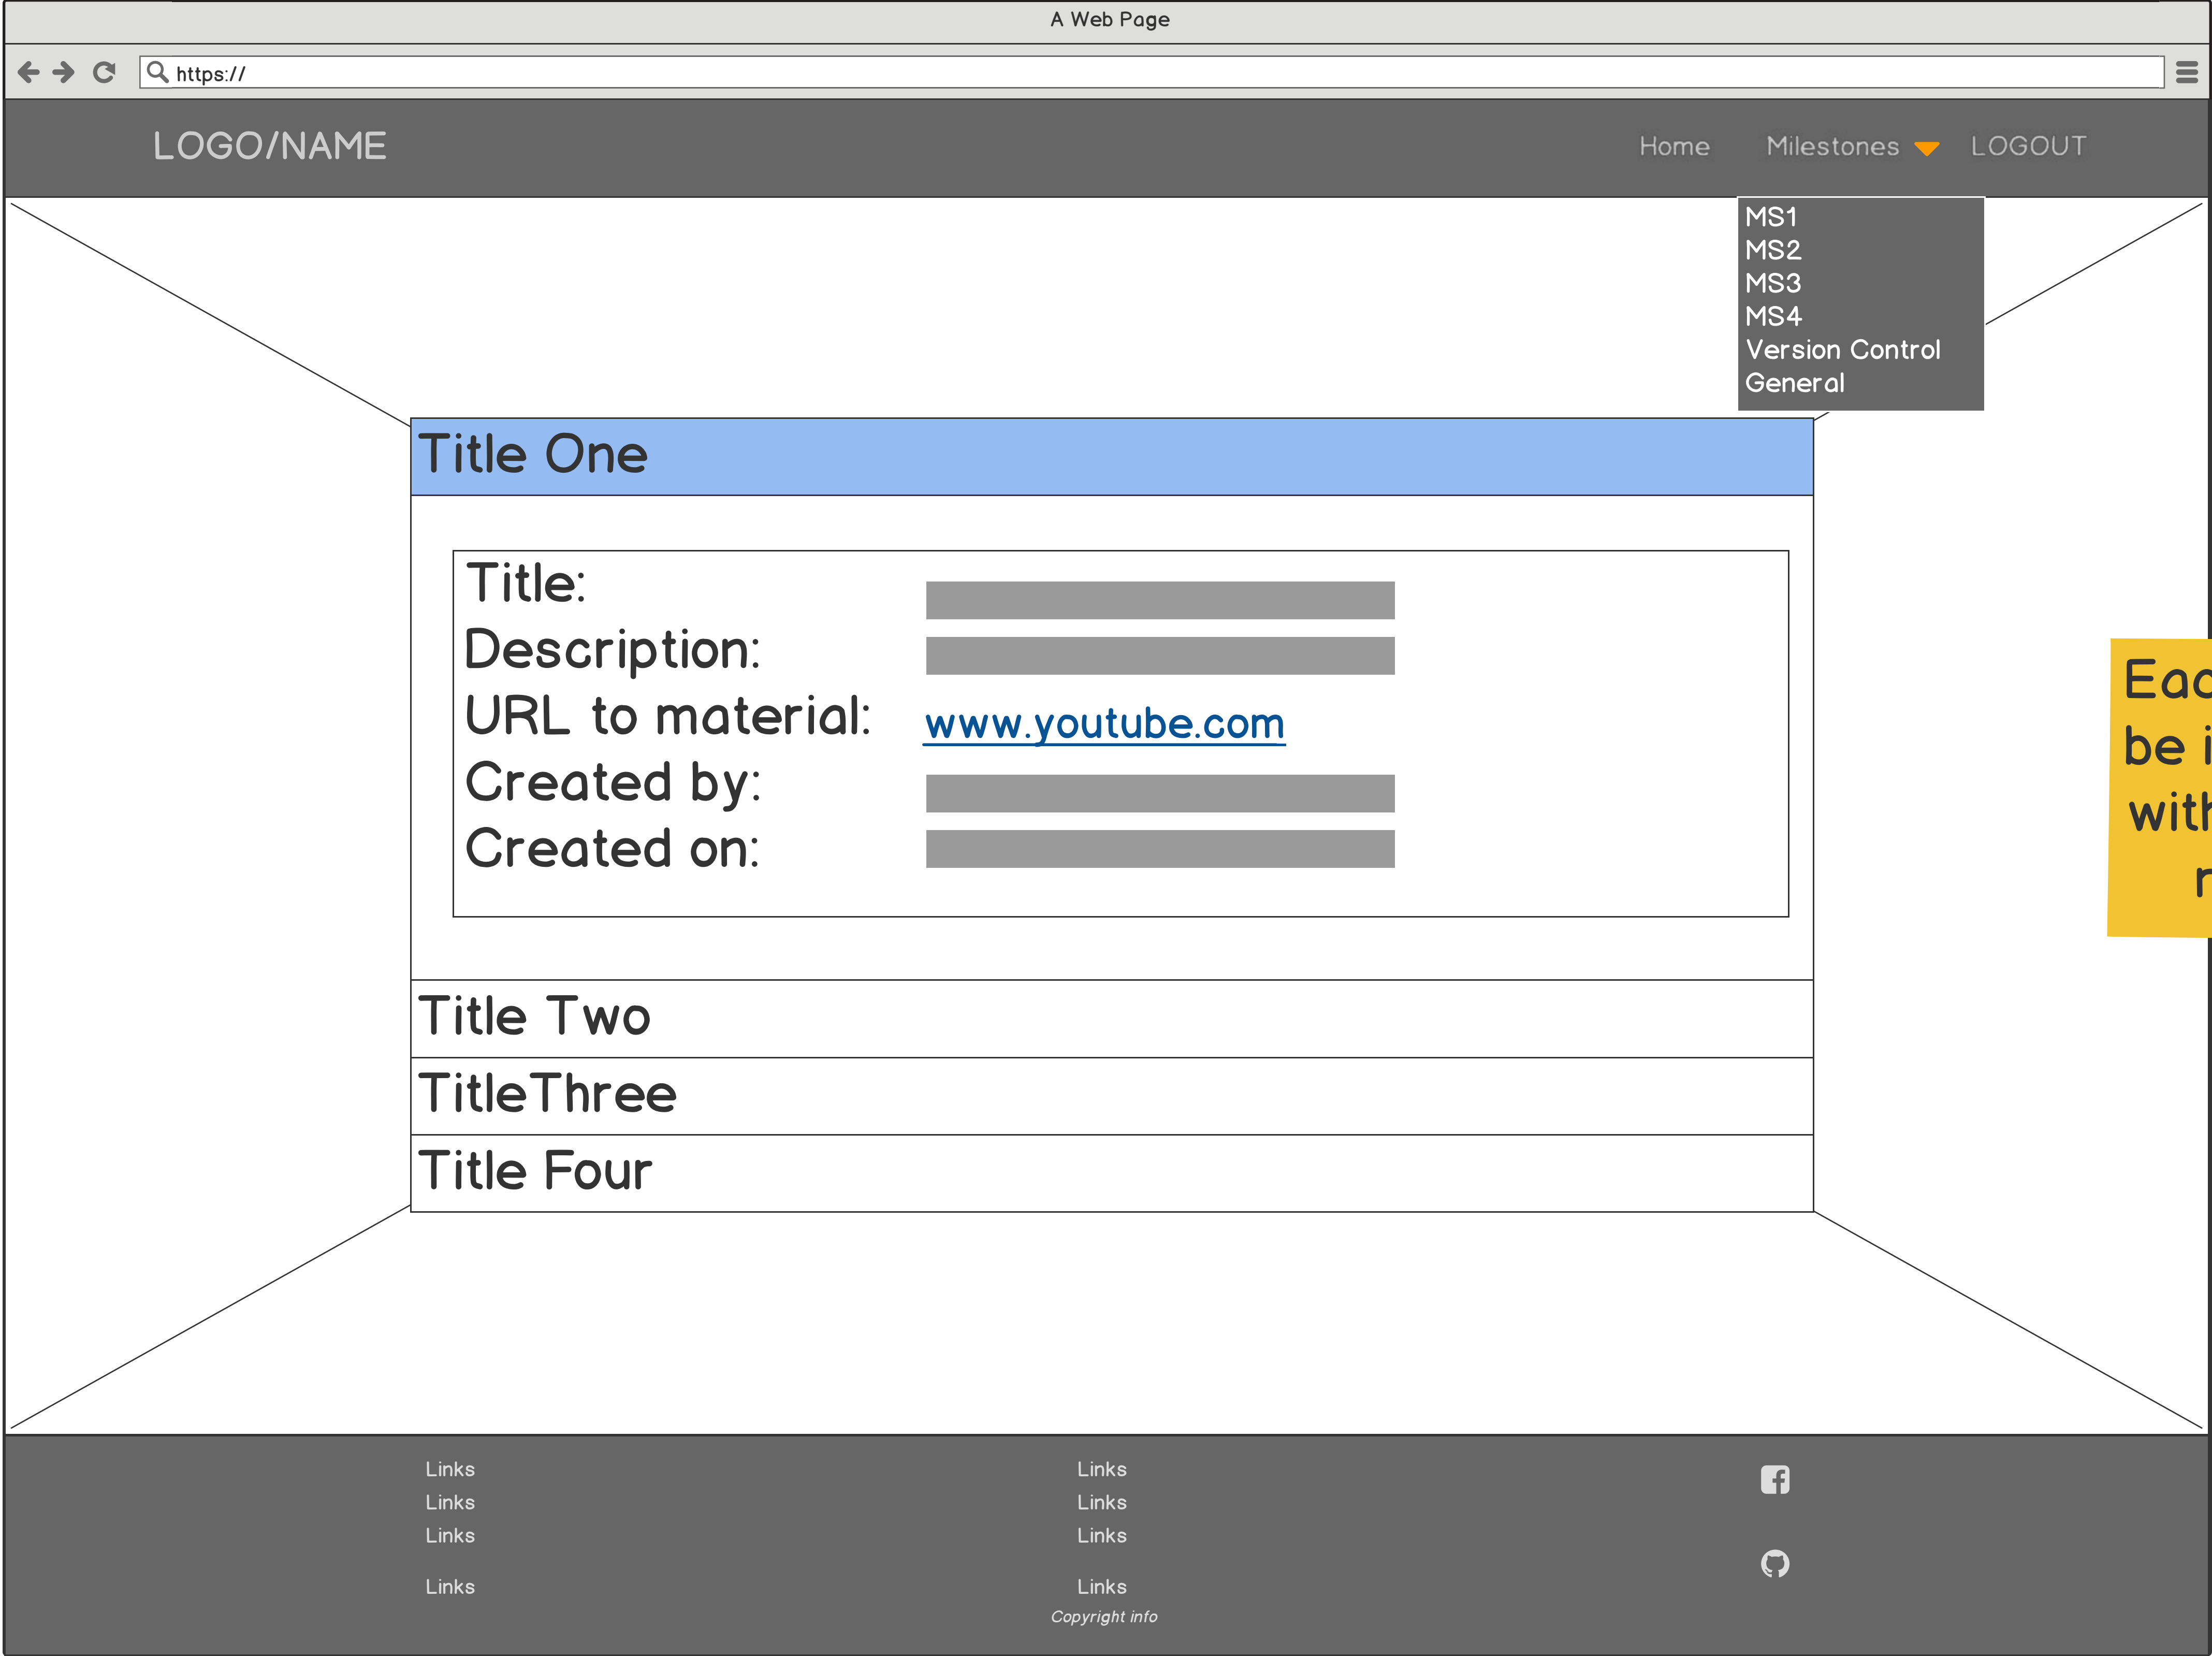 A Web Page
https://
LOGO/NAME
Home Milestones LOGOUT
MS1
MS2
MS3
MS4
Version Control
General
Title One
Title:
Description:
URL to material: www.youtube.com
Created by:
Created on:
be
Title Two
TitleThree
Title Four
Links Links
Links Links
Links Links
Links Links
Copyright info